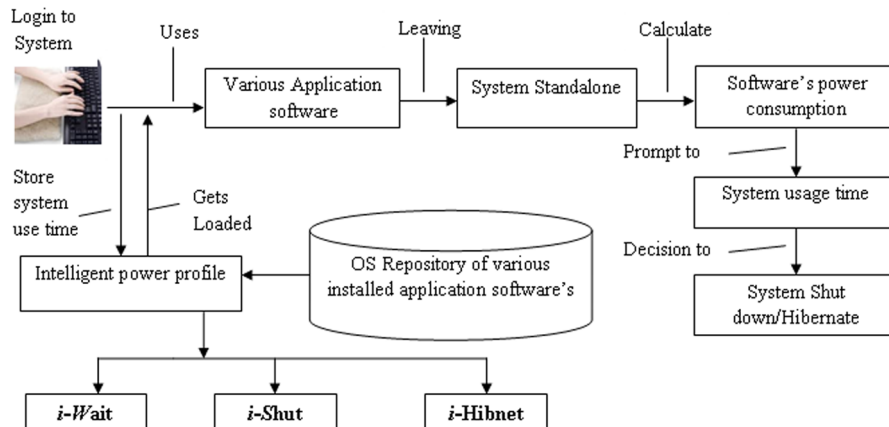 Login to
System
Uses
Leaving
Calculate
Various Application
software
System Standalone
Software's power
consumption
Prompt to
Store
system
use time
Gets
Loaded
System usage time
Decision to
Intelligent power profile
OS Repository of various
installed application software's
System Shut
down/Hibernate
i-Wait
i-Shut
i-Hibnet